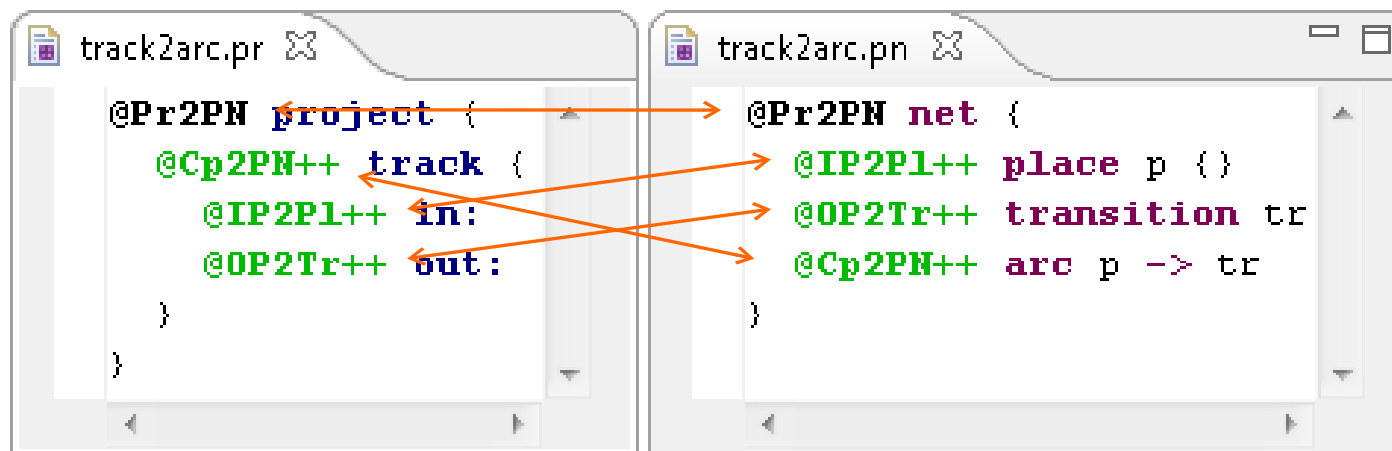 track2arc.pr
@Pr2PN project {
@Cp2PN++ track {
@IP2Pl++ in:
@OP2Tr++ out:
}
}
track2arc.pn
@Pr2PN net {
@IP2Pl++ place p {}
@OP2Tr++ transition tr
@Cp2PN++ arc p -> tr
}